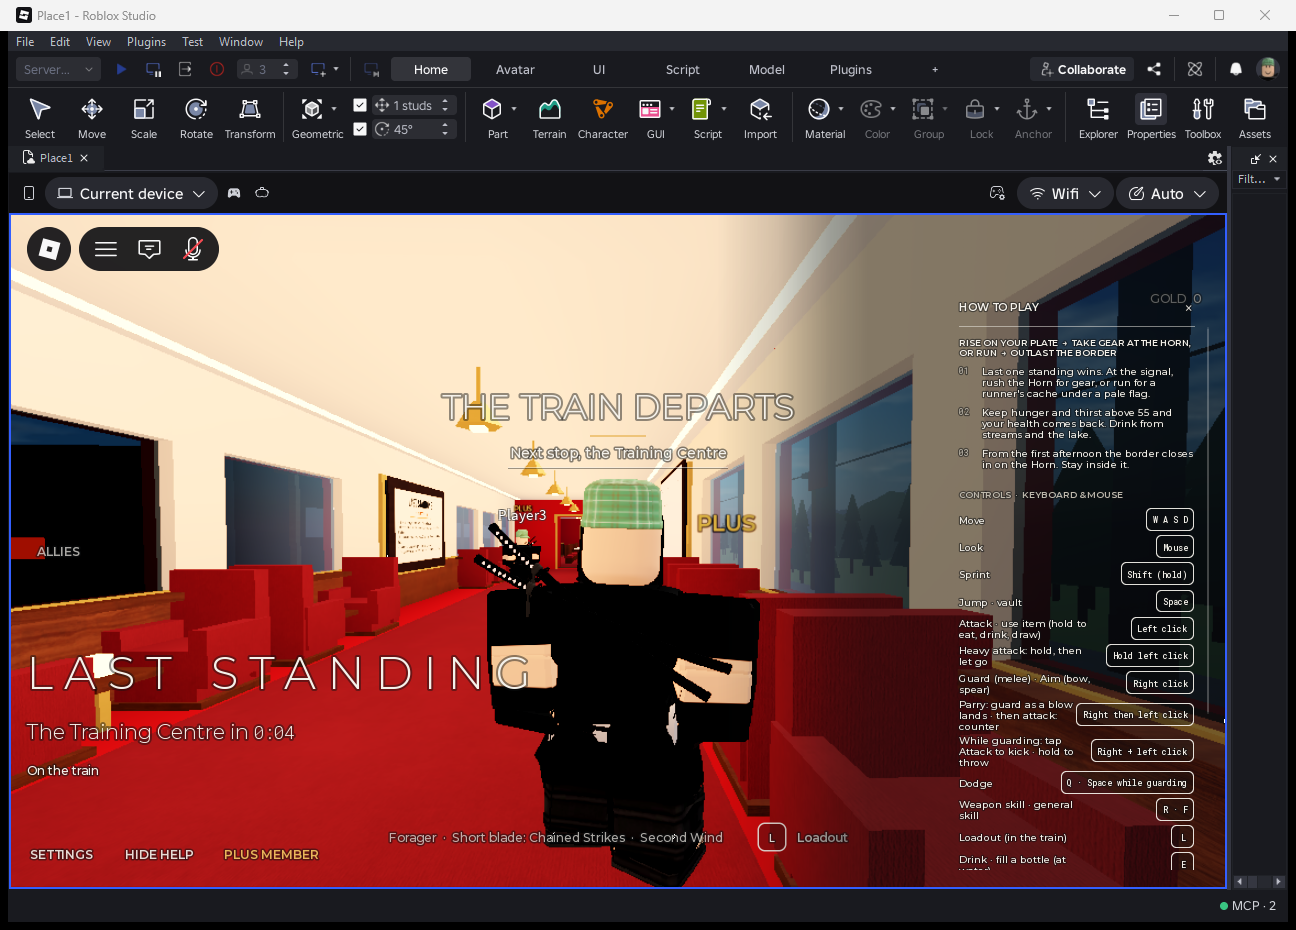 Place1 - Roblox Studio
File Edit View Plugins Test Window Help
Server... 3 Home Avatar UI Script Model Plugins + Collaborate
1 studs
45°
Select Move Scale Rotate Transform Geometric Part Terrain Character GUI Script Import Material Color Group Lock Anchor Explorer Properties Toolbox Assets
Place1
Filt...
Current device Wifi Auto
GOLD 0
HOW TO PLAY ×
RISE ON YOUR PLATE → TAKE GEAR AT THE HORN,
OR RUN → OUTLAST THE BORDER
01 Last one standing wins. At the signal,
rush the Horn for gear, or run for a
runner's cache under a pale flag.
02 Keep hunger and thirst above 55 and
your health comes back. Drink from
streams and the lake.
03 From the first afternoon the border closes
in on the Horn. Stay inside it.
CONTROLS · KEYBOARD & MOUSE
Move W A S D
Look Mouse
Sprint Shift (hold)
Jump · vault Space
Attack · use item (hold to
eat, drink, draw) Left click
Heavy attack: hold, then
let go Hold left click
Guard (melee) · Aim (bow,
spear) Right click
Parry: guard as a blow
lands · then attack:
counter Right then left click
While guarding: tap
Attack to kick · hold to
throw Right + left click
Dodge Q · Space while guarding
Weapon skill · general
skill R · F
Loadout (in the train) L
Drink · fill a bottle (at
water) E
THE TRAIN DEPARTS
Next stop, the Training Centre
PLUS
Player3
PLUS
ALLIES
LAST STANDING
The Training Centre in 0:04
On the train
Forager · Short blade: Chained Strikes · Second Wind L Loadout
SETTINGS HIDE HELP PLUS MEMBER
MCP · 2